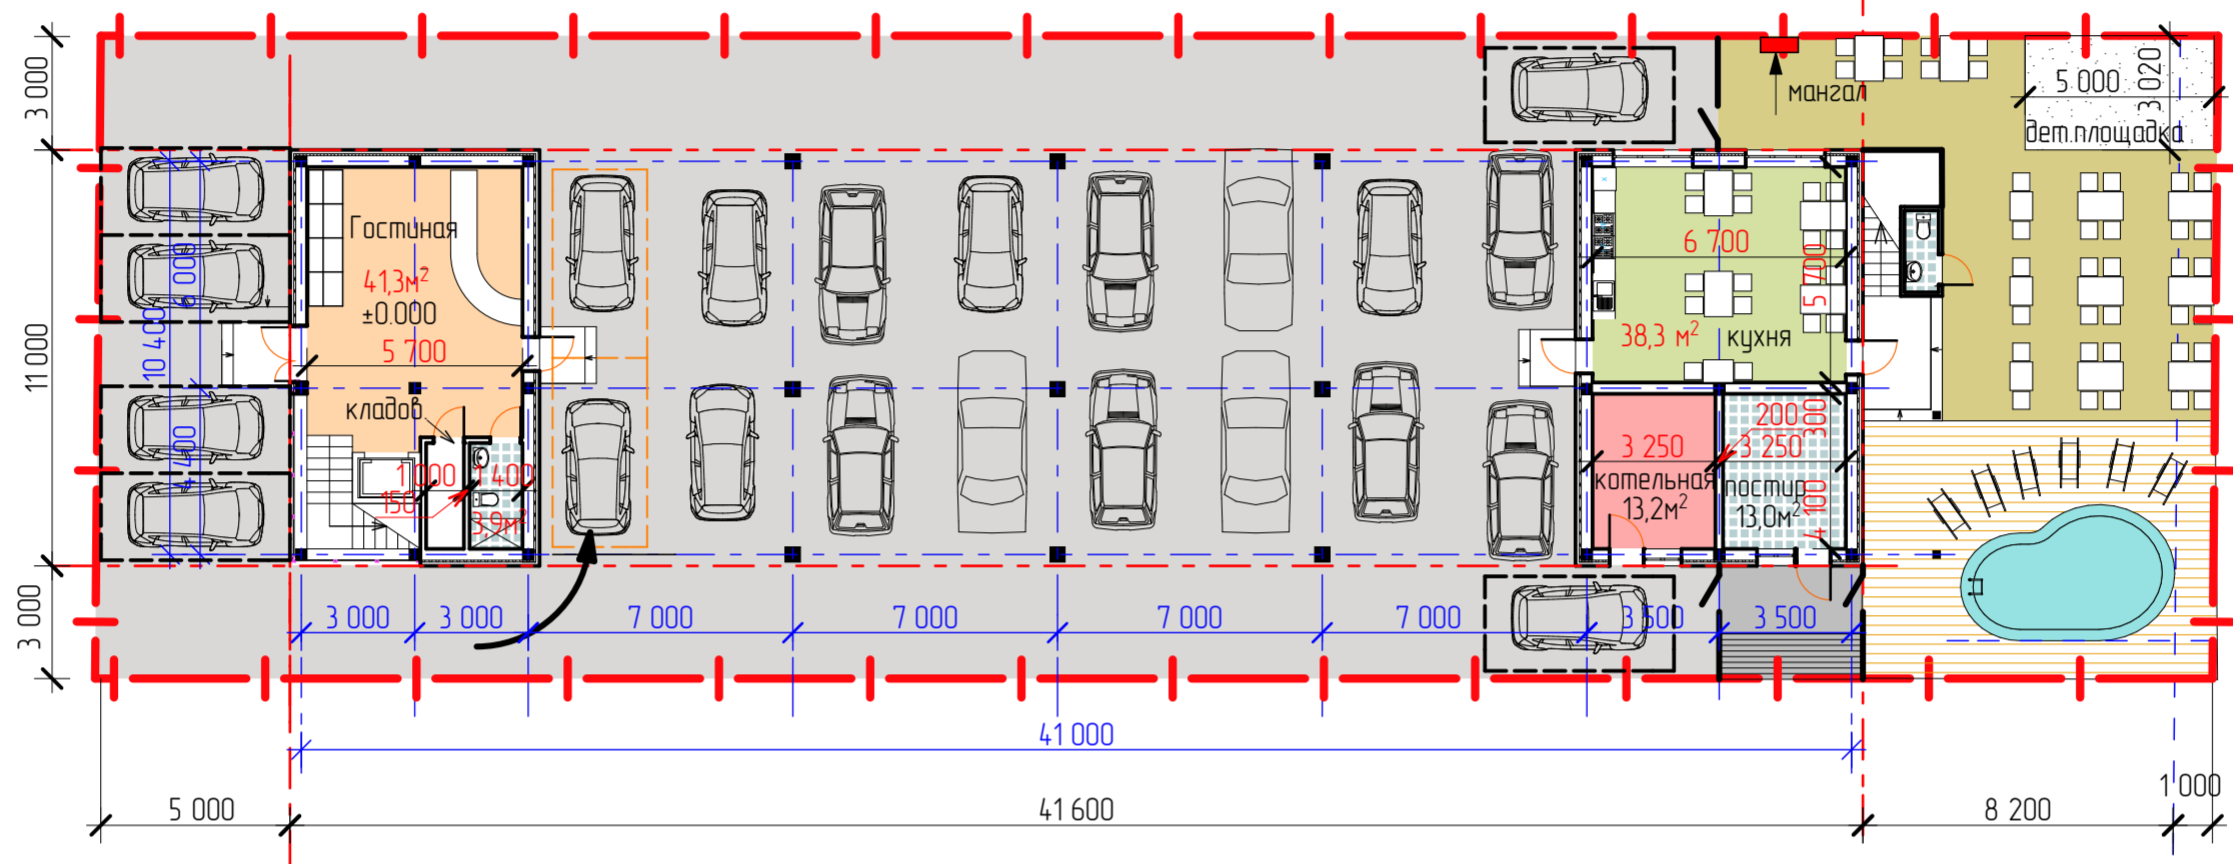 3 000
11 000
3 000
10 400
6 000
4 400
Гостиная
41,3м²
±0.000
5 700
кладов.
1 000
1 400
150
3,9м²
мангал
5 000
3 020
дет.площадка
6 700
5 700
38,3 м²
кухня
200
300
3 250
3 250
котельная
13,2м²
постир
13,0м²
4 100
3 000
3 000
7 000
7 000
7 000
7 000
3 500
3 500
41 000
5 000
41 600
8 200
1 000